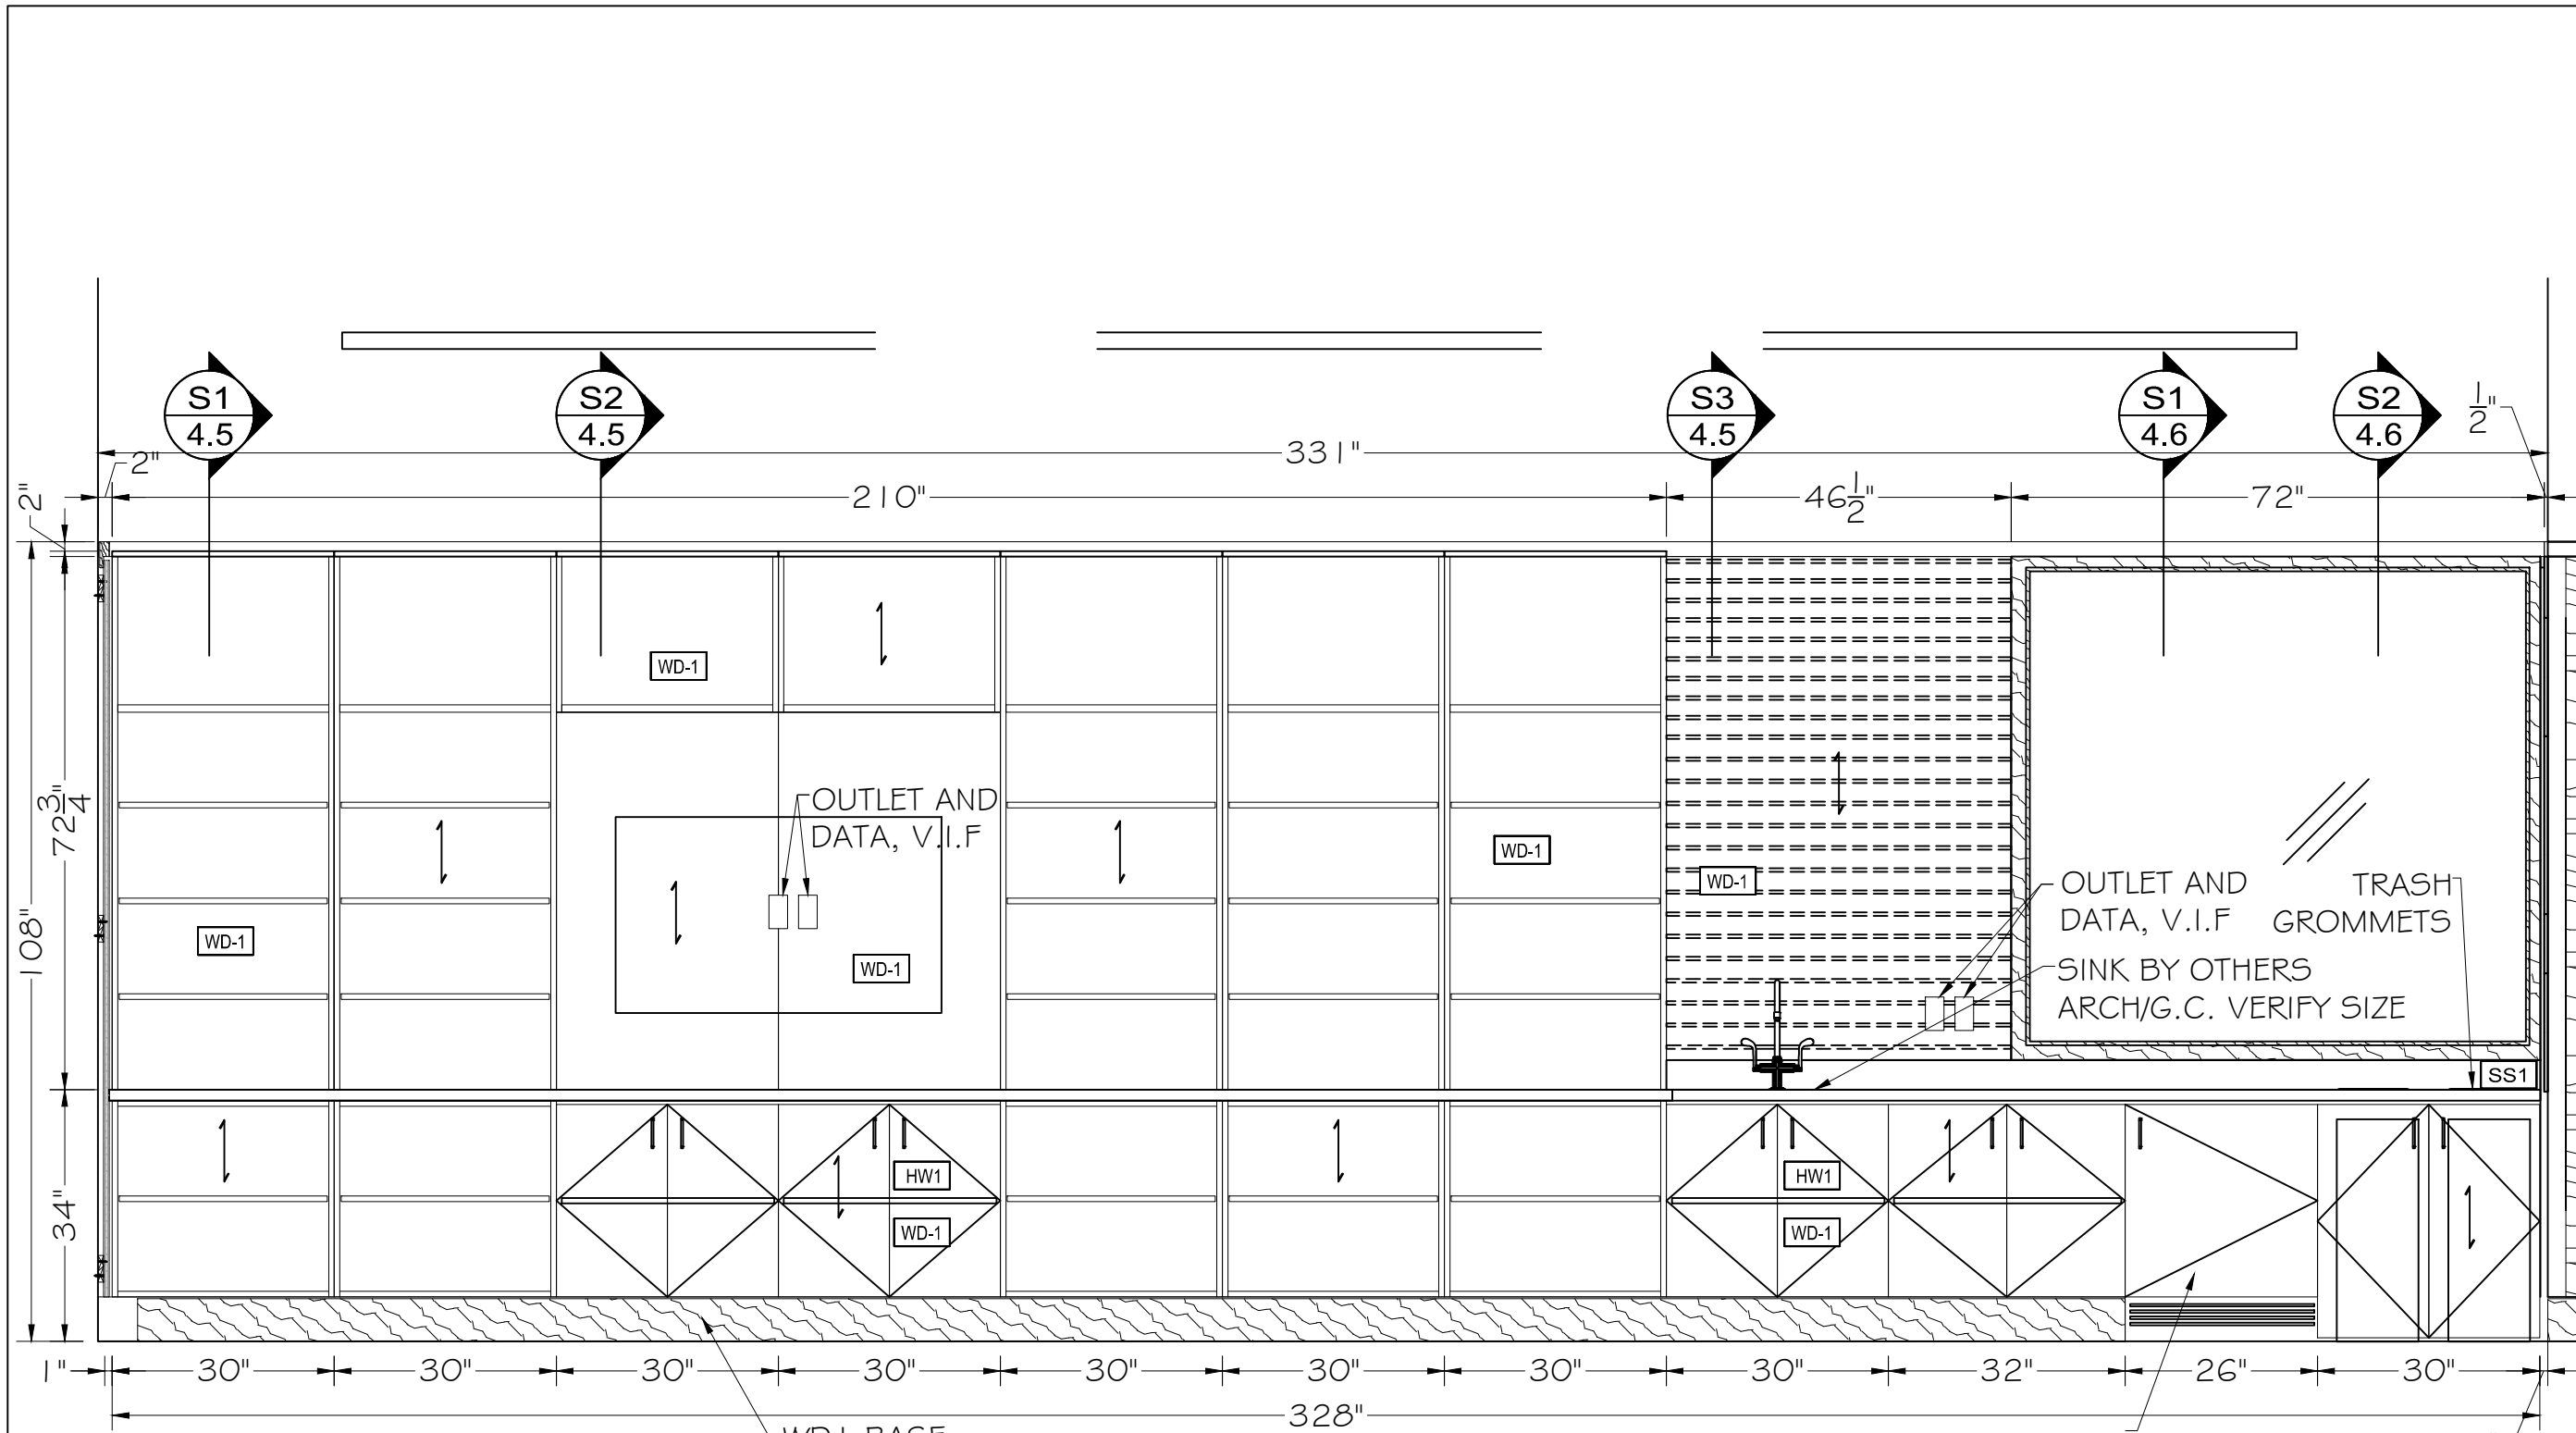 S1
4.5
S2
4.5
S3
4.5
S1
4.6
S2
4.6
1/2"
331"
2"
2"
210"
46 1/2"
72"
WD-1
OUTLET AND
DATA, V.I.F
72 3/4"
108"
WD-1
WD-1
WD-1
WD-1
OUTLET AND
DATA, V.I.F
TRASH
GROMMETS
SINK BY OTHERS
ARCH/G.C. VERIFY SIZE
SS1
34"
HW1
WD-1
HW1
WD-1
1"
30"
30"
30"
30"
30"
30"
30"
30"
32"
26"
30"
328"